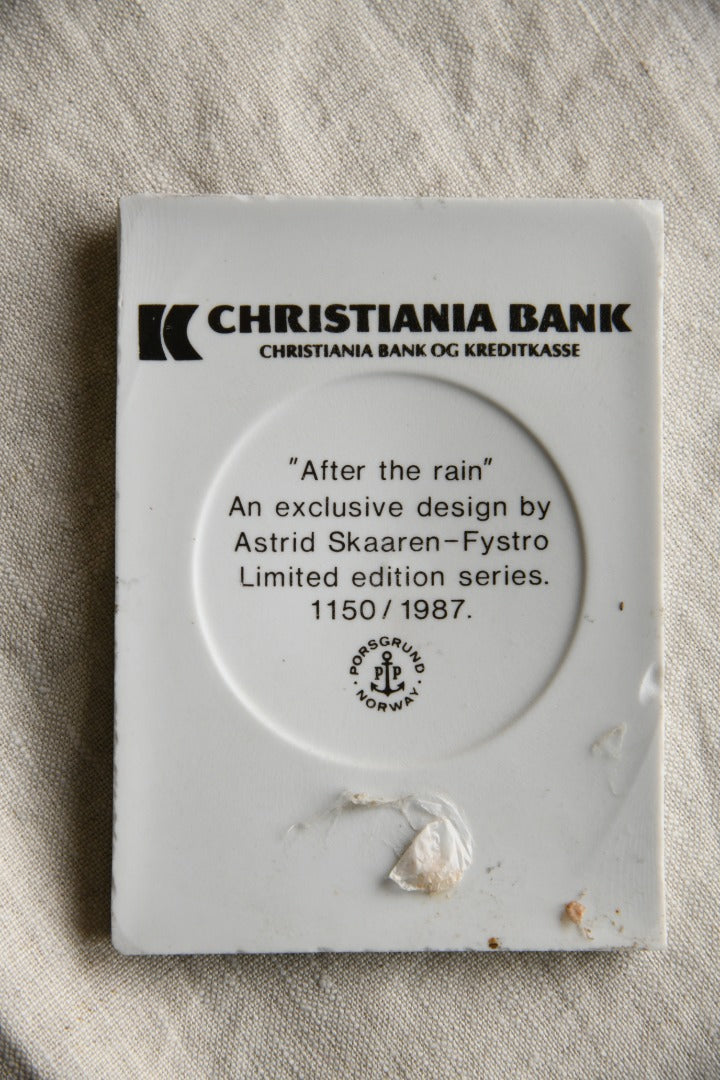 CHRISTIANIA BANK
CHRISTIANIA BANK OG KREDITKASSE
"After the rain"
An exclusive design by
Astrid Skaaren-Fystro
Limited edition series.
1150/1987.
PORSGRUND
PP
NORWAY